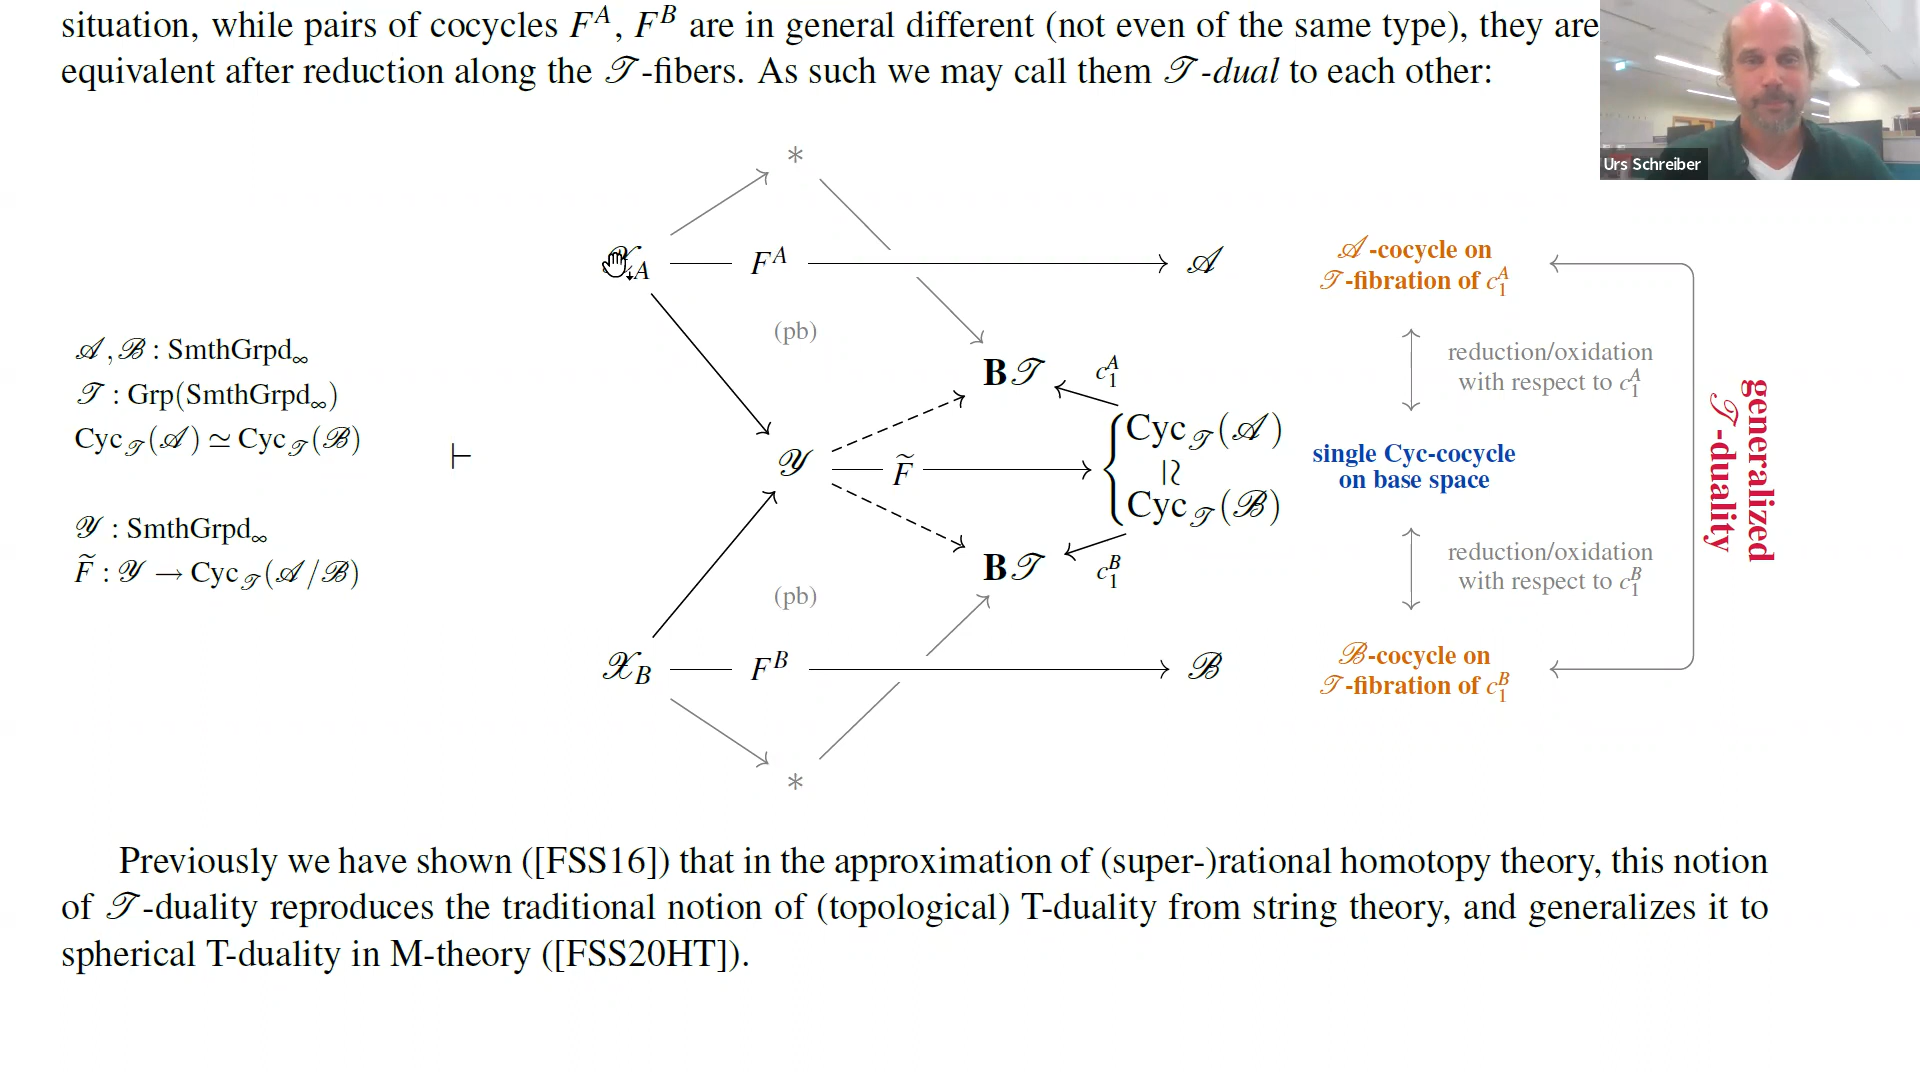 situation, while pairs of cocycles F^A, F^B are in general different (not even of the same type), they are
equivalent after reduction along the 𝒯-fibers. As such we may call them 𝒯-dual to each other:
Urs Schreiber
*
𝒳_A — F^A → 𝒜
𝒜-cocycle on
𝒯-fibration of c_1^A
(pb)
𝒜, ℬ : SmthGrpd_∞
𝒯 : Grp(SmthGrpd_∞)
Cyc_𝒯(𝒜) ≃ Cyc_𝒯(ℬ)
𝒴 : SmthGrpd_∞
F̃ : 𝒴 → Cyc_𝒯(𝒜/ℬ)
⊢
B𝒯
c_1^A
reduction/oxidation
with respect to c_1^A
𝒴 — F̃ →
Cyc_𝒯(𝒜)
≃
Cyc_𝒯(ℬ)
single Cyc-cocycle
on base space
generalized
𝒯-duality
B𝒯
c_1^B
reduction/oxidation
with respect to c_1^B
(pb)
𝒳_B — F^B → ℬ
ℬ-cocycle on
𝒯-fibration of c_1^B
*
Previously we have shown ([FSS16]) that in the approximation of (super-)rational homotopy theory, this notion
of 𝒯-duality reproduces the traditional notion of (topological) T-duality from string theory, and generalizes it to
spherical T-duality in M-theory ([FSS20HT]).